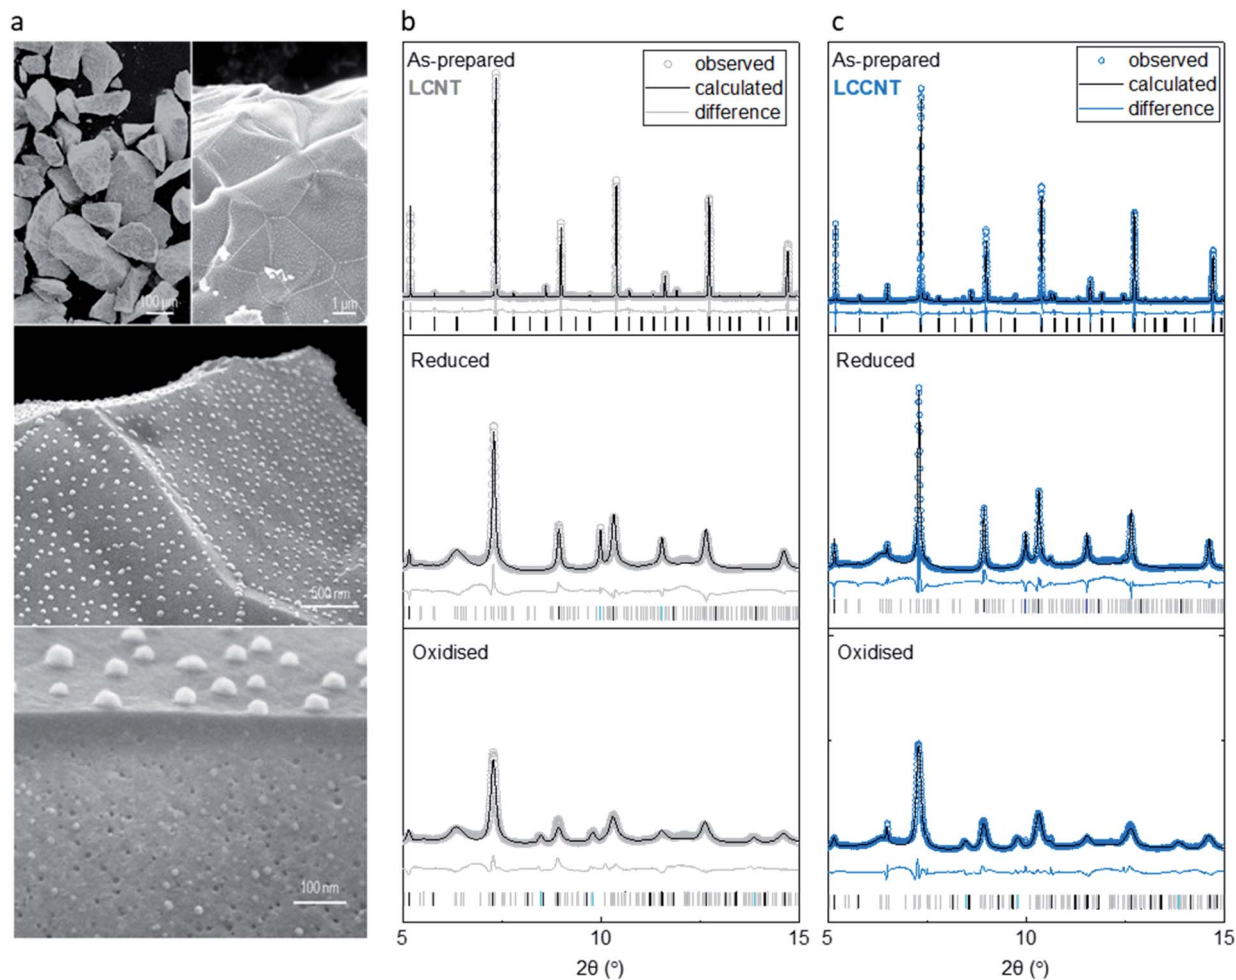 a
100 µm
1 µm
500 nm
100 nm
b
As-prepared
LCNT
observed
calculated
difference
Reduced
Oxidised
5
10
15
2θ (°)
c
As-prepared
LCCNT
observed
calculated
difference
Reduced
Oxidised
5
10
15
2θ (°)